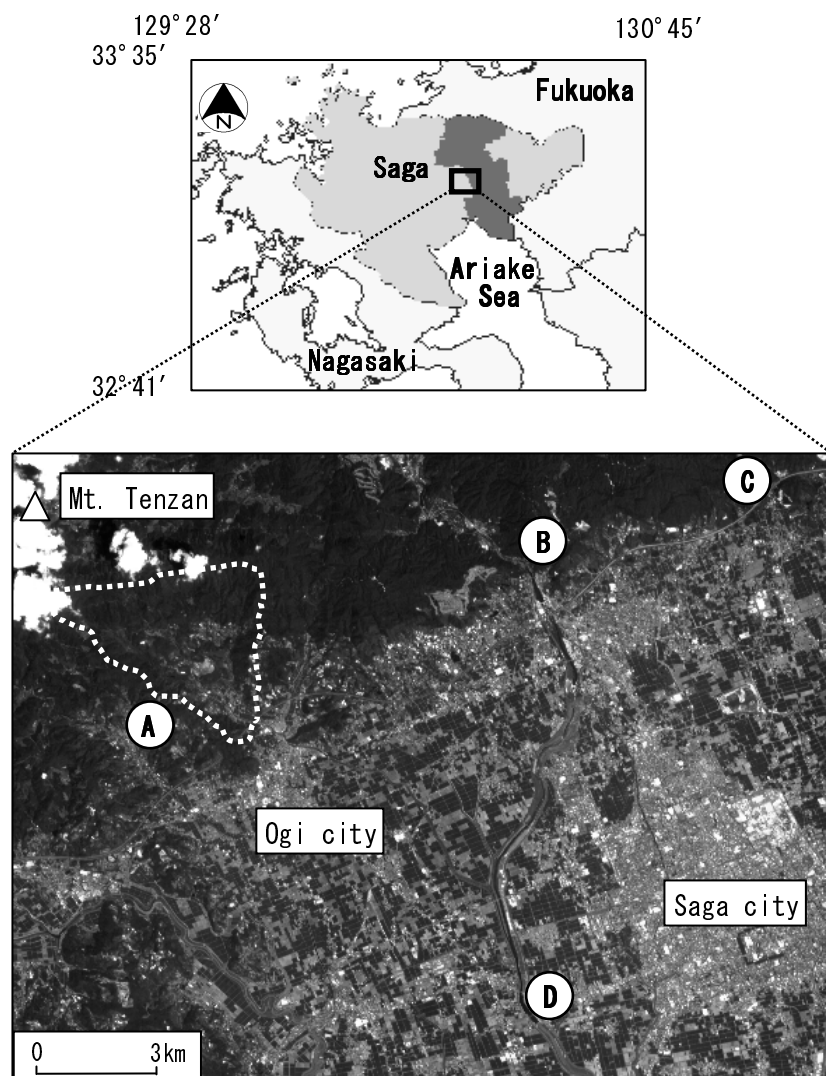 129°28′ 130°45′
33°35′
Fukuoka
N
Saga
Ariake
Sea
Nagasaki
32°41′
C
Mt. Tenzan
B
A
Ogi city
Saga city
D
0 3km